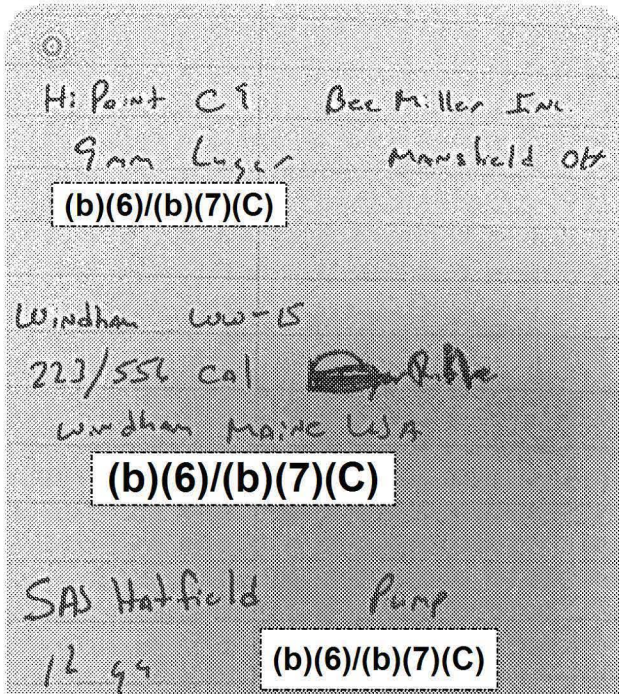 Hi Point C9 Bee Miller Inc.
9mm Luger Mansfield OH
(b)(6)/(b)(7)(C)
Windham WW-15
223/556 cal Rifle
Windham Maine USA
(b)(6)/(b)(7)(C)
SAS Hatfield Pump
12 ga (b)(6)/(b)(7)(C)